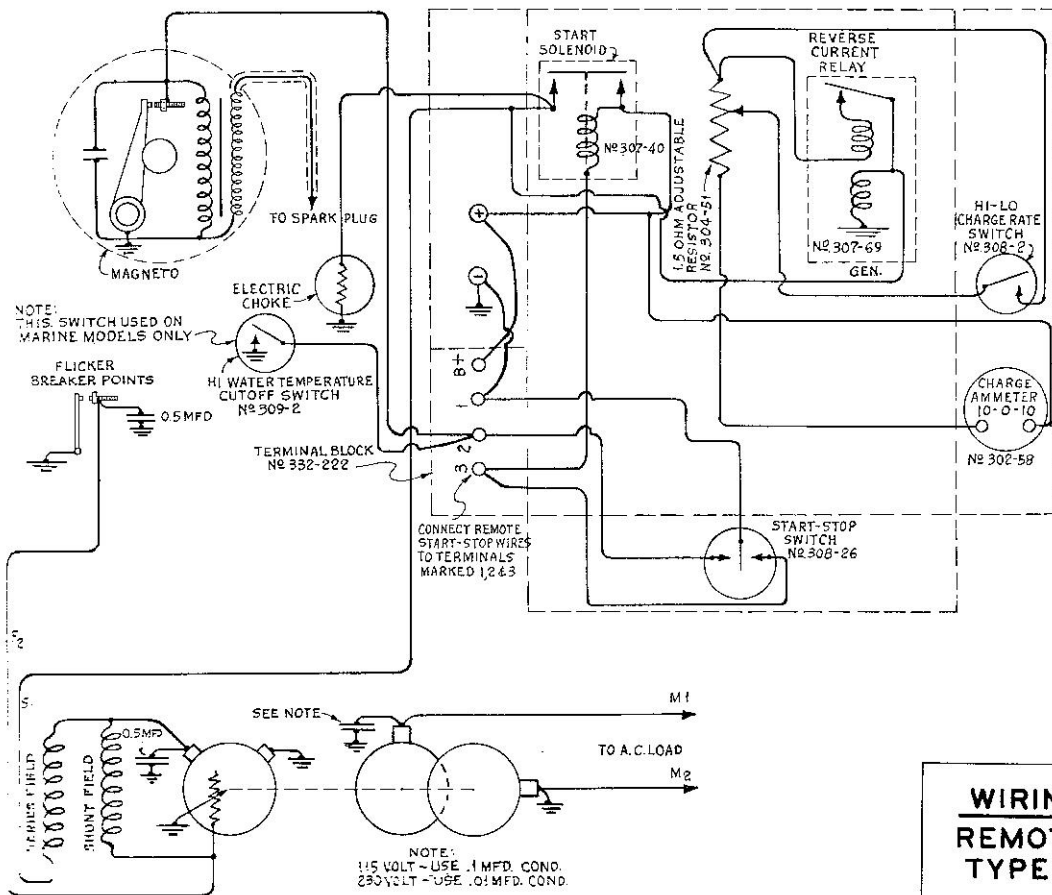 START
SOLENOID
REVERSE
CURRENT
RELAY
Nº 307-40
1.5 OHM ADJUSTABLE
RESISTOR
Nº 304-51
TO SPARK PLUG
HI-LO
CHARGE RATE
SWITCH
Nº 308-2
Nº 307-69
GEN.
MAGNETO
+
−
ELECTRIC
CHOKE
NOTE:
THIS SWITCH USED ON
MARINE MODELS ONLY
FLICKER
BREAKER POINTS
HI WATER TEMPERATURE
CUTOFF SWITCH
Nº 309-2
0.5 MFD
B+
1
2
3
CHARGE
AMMETER
10-0-10
Nº 302-58
TERMINAL BLOCK
Nº 332-222
CONNECT REMOTE
START-STOP WIRES
TO TERMINALS
MARKED 1,2&3
START-STOP
SWITCH
Nº 308-26
F2
S
M1
SEE NOTE
0.5 MFD
TO A.C. LOAD
SERIES FIELD
SHUNT FIELD
M2
NOTE:
115 VOLT - USE .1 MFD. COND.
230 VOLT - USE .01 MFD. COND.
WIRIN
REMOT
TYPE